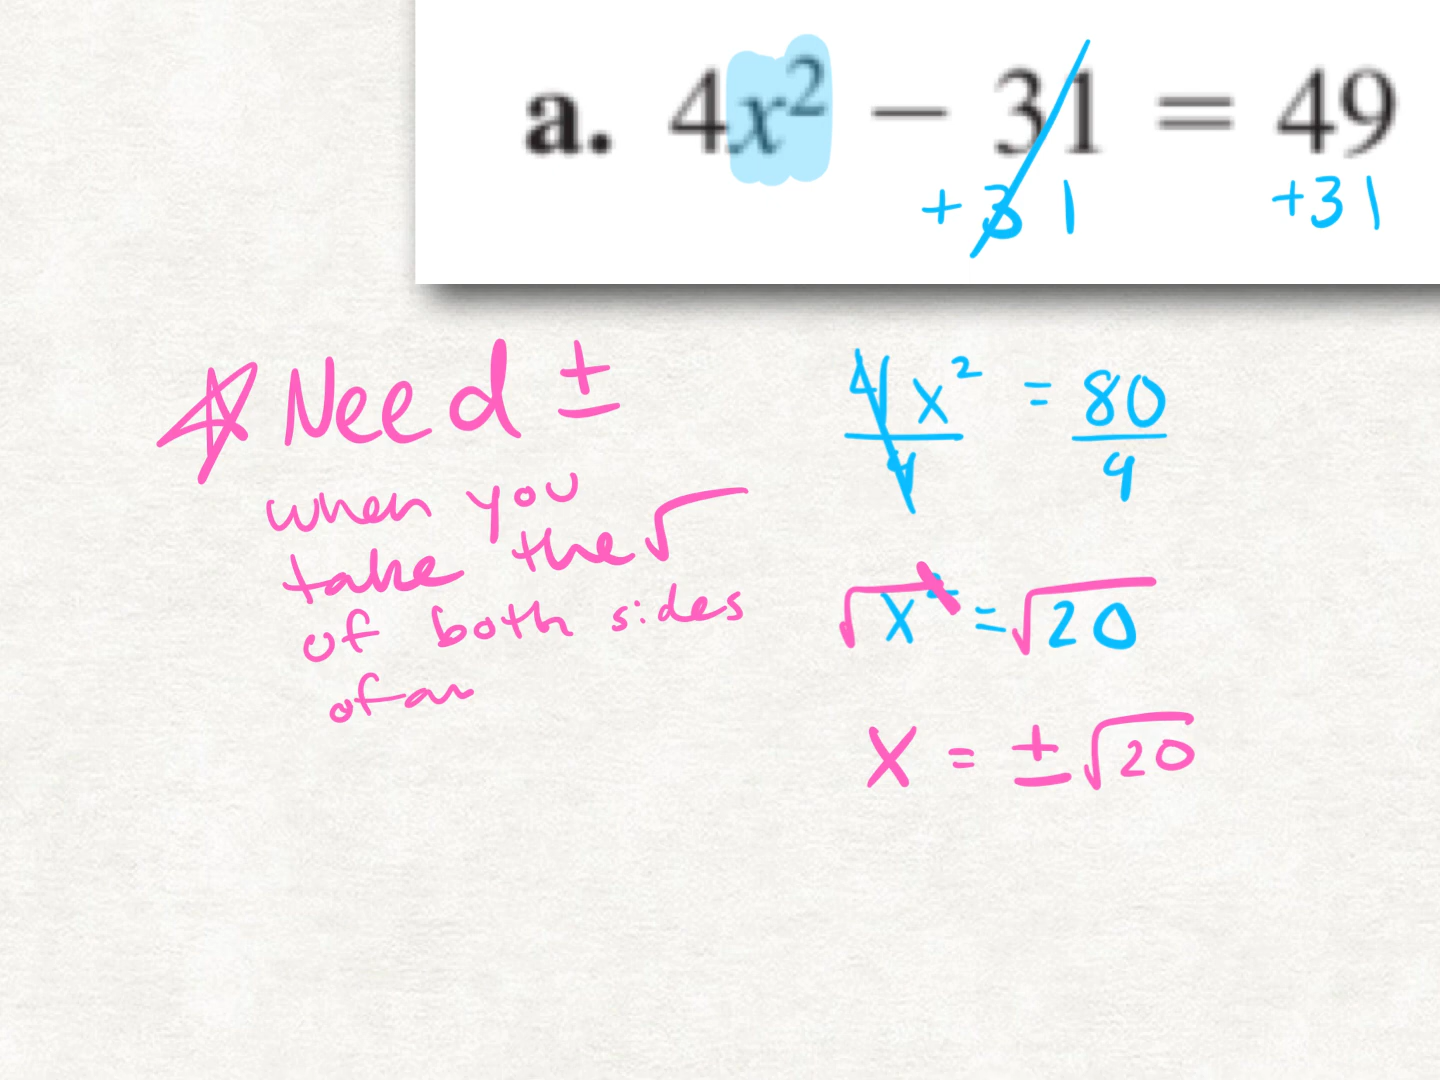 a. 4x² − 31 = 49
+31 +31
Need ±
when you
take the √
of both sides
of an
4x² = 80
4 4
√x² = √20
x = ±√20